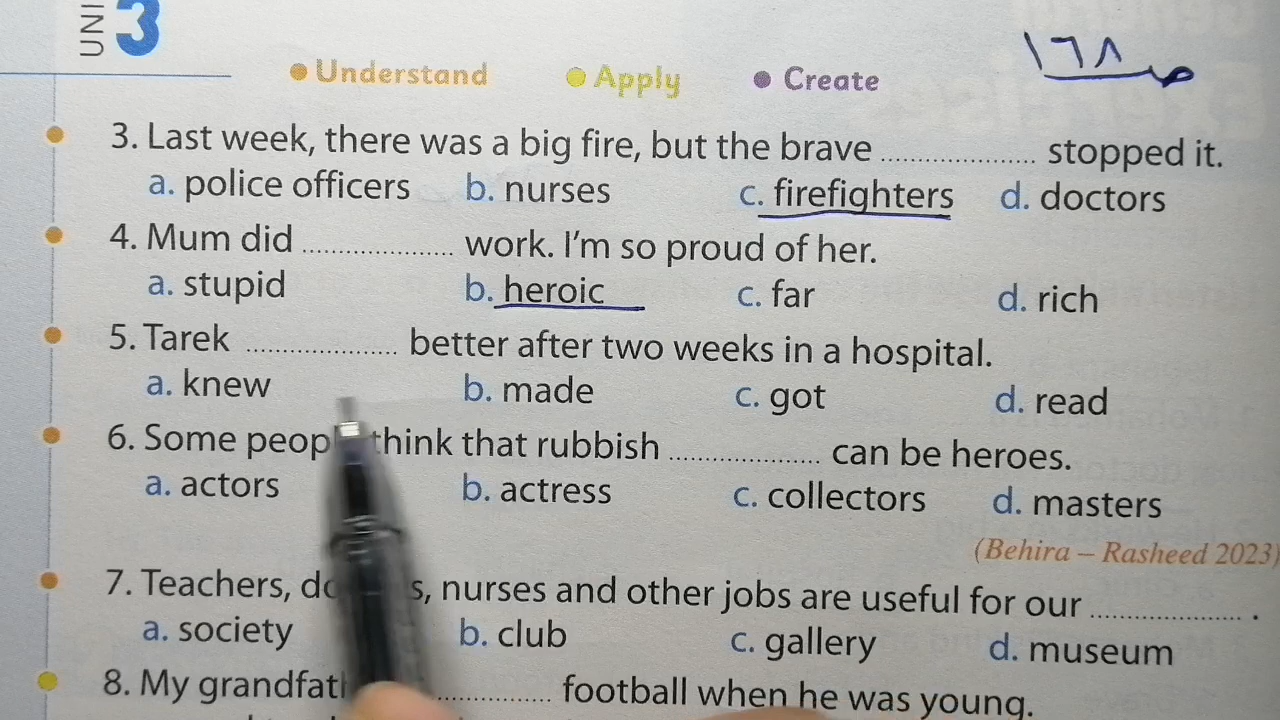 UNI 3
ص ١٦٨
Understand Apply Create
3. Last week, there was a big fire, but the brave .................... stopped it.
a. police officers b. nurses c. firefighters d. doctors
4. Mum did .................... work. I'm so proud of her.
a. stupid b. heroic c. far d. rich
5. Tarek .................... better after two weeks in a hospital.
a. knew b. made c. got d. read
6. Some peopl think that rubbish .................... can be heroes.
a. actors b. actress c. collectors d. masters
(Behira – Rasheed 2023)
7. Teachers, do s, nurses and other jobs are useful for our .................... .
a. society b. club c. gallery d. museum
8. My grandfat .................... football when he was young.